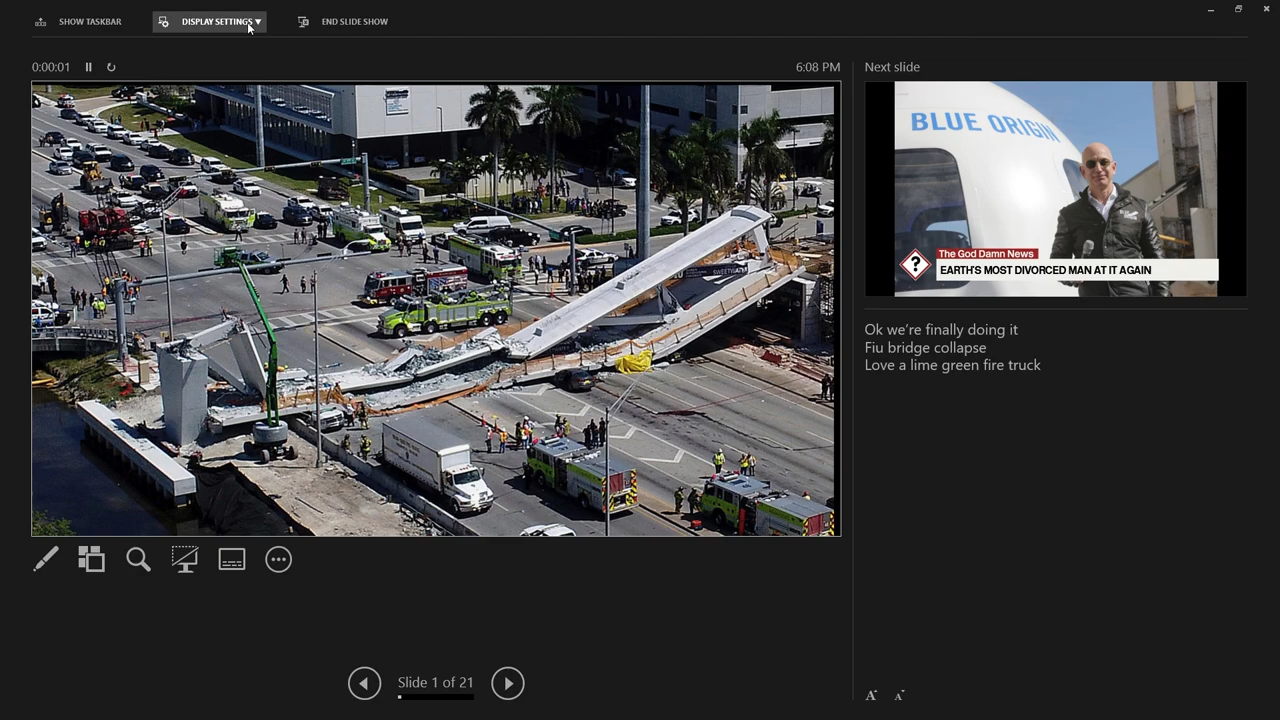 SHOW TASKBAR
DISPLAY SETTINGS ▼
END SLIDE SHOW
0:00:01
6:08 PM
Next slide
BLUE ORIGIN
?
The God Damn News
EARTH'S MOST DIVORCED MAN AT IT AGAIN
Ok we're finally doing it
Fiu bridge collapse
Love a lime green fire truck
SWEETWATER
Slide 1 of 21
A A